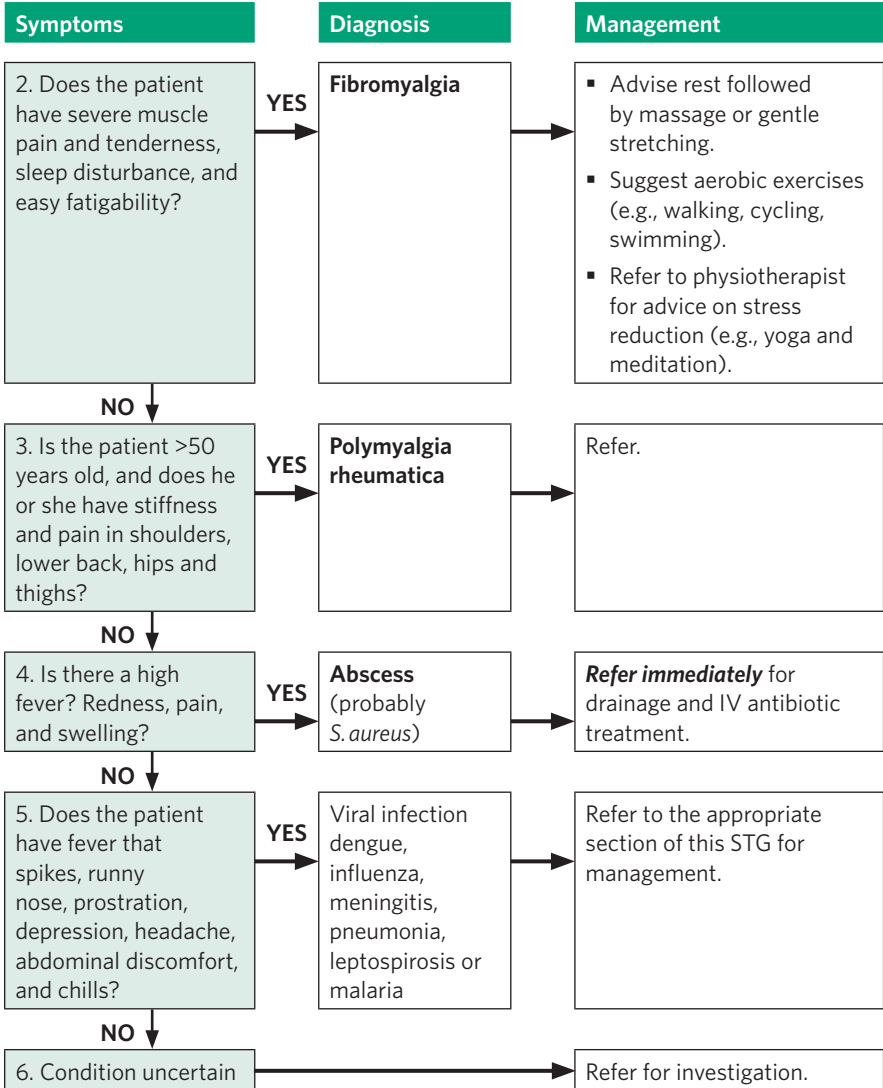 Symptoms
Diagnosis
Management
2. Does the patient
have severe muscle
pain and tenderness,
sleep disturbance, and
easy fatigability?
YES
Fibromyalgia
▪ Advise rest followed
by massage or gentle
stretching.
▪ Suggest aerobic exercises
(e.g., walking, cycling,
swimming).
▪ Refer to physiotherapist
for advice on stress
reduction (e.g., yoga and
meditation).
NO
3. Is the patient >50
years old, and does he
or she have stiffness
and pain in shoulders,
lower back, hips and
thighs?
YES
Polymyalgia
rheumatica
Refer.
NO
4. Is there a high
fever? Redness, pain,
and swelling?
YES
Abscess
(probably
S. aureus)
Refer immediately for
drainage and IV antibiotic
treatment.
NO
5. Does the patient
have fever that
spikes, runny
nose, prostration,
depression, headache,
abdominal discomfort,
and chills?
YES
Viral infection
dengue,
influenza,
meningitis,
pneumonia,
leptospirosis or
malaria
Refer to the appropriate
section of this STG for
management.
NO
6. Condition uncertain
Refer for investigation.